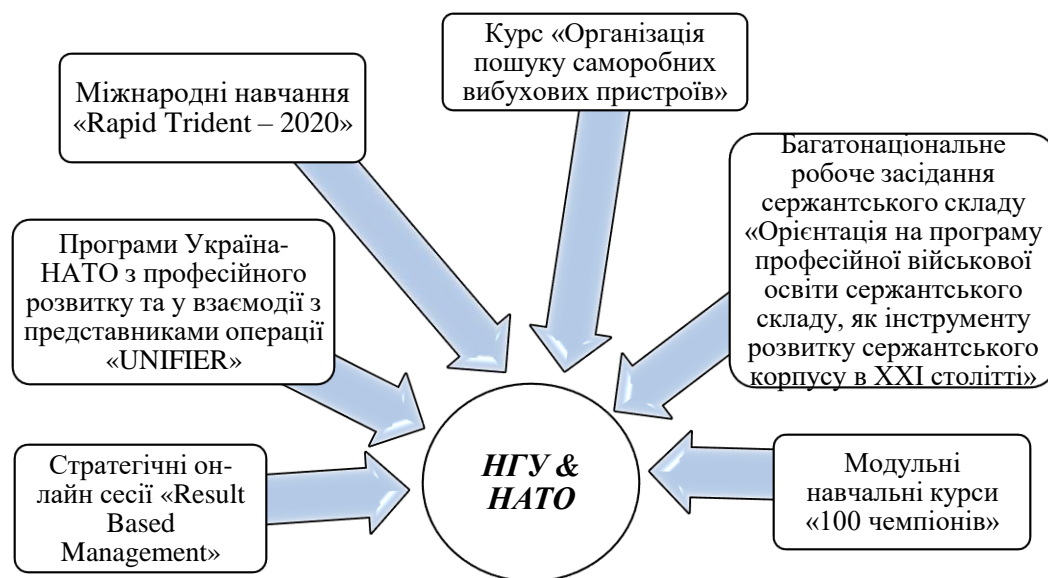 Курс «Організація
пошуку саморобних
вибухових пристроїв»
Міжнародні навчання
«Rapid Trident – 2020»
Багатонаціональне
робоче засідання
сержантського складу
«Орієнтація на програму
професійної військової
освіти сержантського
складу, як інструменту
розвитку сержантського
корпусу в ХХІ столітті»
Програми Україна-
НАТО з професійного
розвитку та у взаємодії з
представниками операції
«UNIFIER»
Стратегічні он-
лайн сесії «Result
Based
Management»
НГУ &
НАТО
Модульні
навчальні курси
«100 чемпіонів»